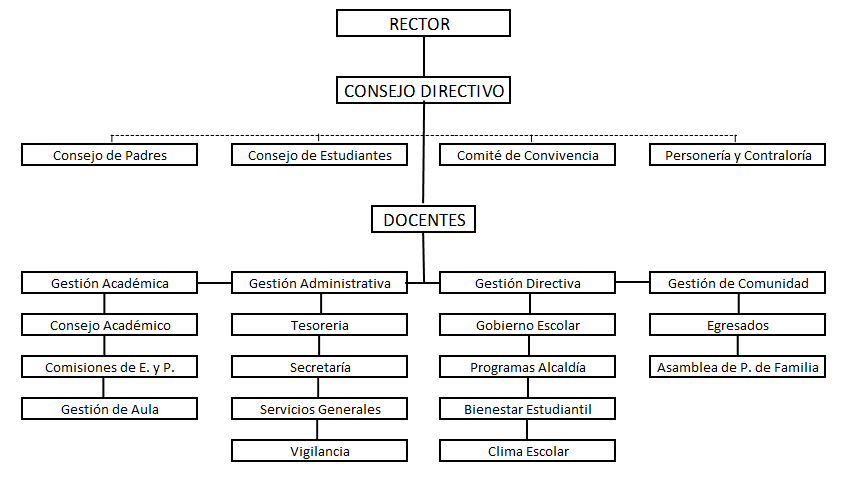 RECTOR
CONSEJO DIRECTIVO
Consejo de Padres
Consejo de Estudiantes
Comité de Convivencia
Personería y Contraloría
DOCENTES
Gestión Académica
Gestión Administrativa
Gestión Directiva
Gestión de Comunidad
Consejo Académico
Tesoreria
Gobierno Escolar
Egresados
Comisiones de E. y P.
Secretaría
Programas Alcaldía
Asamblea de P. de Familia
Gestión de Aula
Servicios Generales
Bienestar Estudiantil
Vigilancia
Clima Escolar